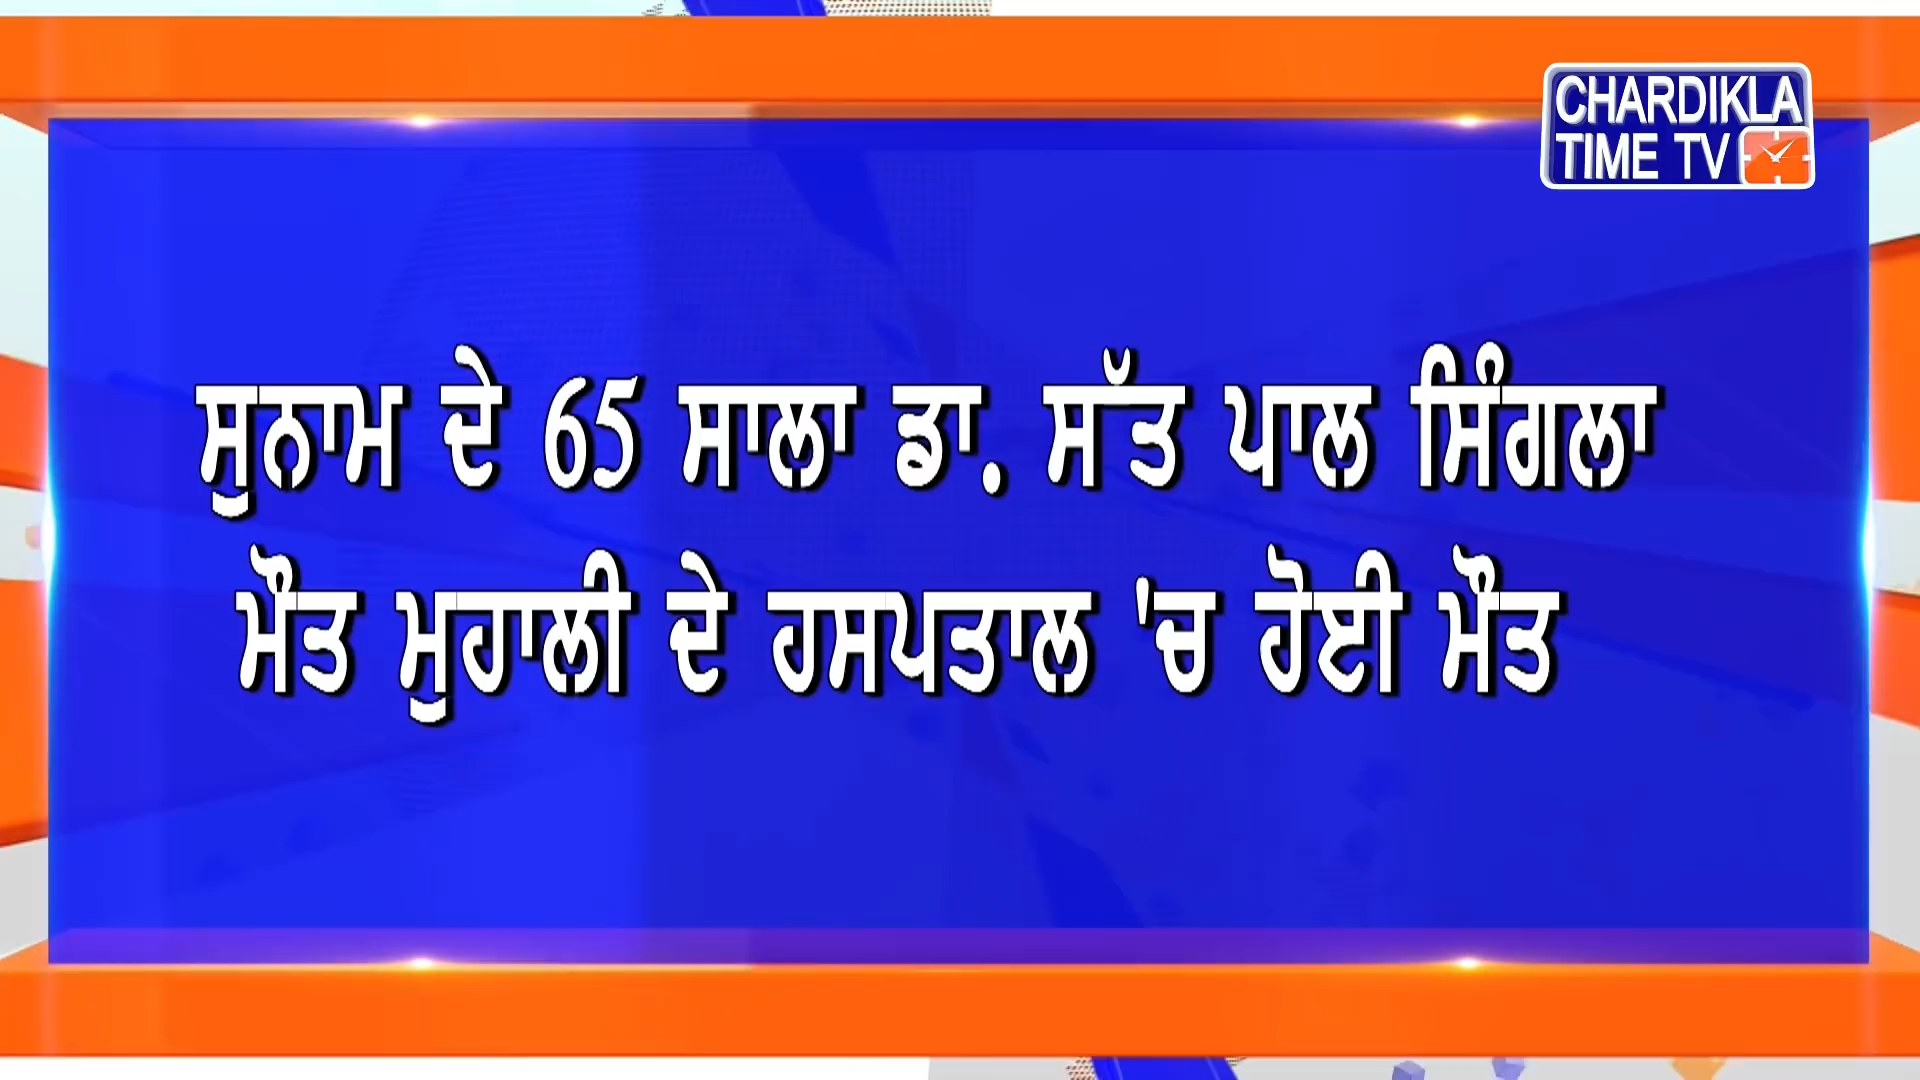 CHARDIKLA
TIME TV
ਸੁਨਾਮ ਦੇ 65 ਸਾਲਾ ਡਾ. ਸੱਤ ਪਾਲ ਸਿੰਗਲਾ
ਮੌਤ ਮੁਹਾਲੀ ਦੇ ਹਸਪਤਾਲ 'ਚ ਹੋਈ ਮੌਤ